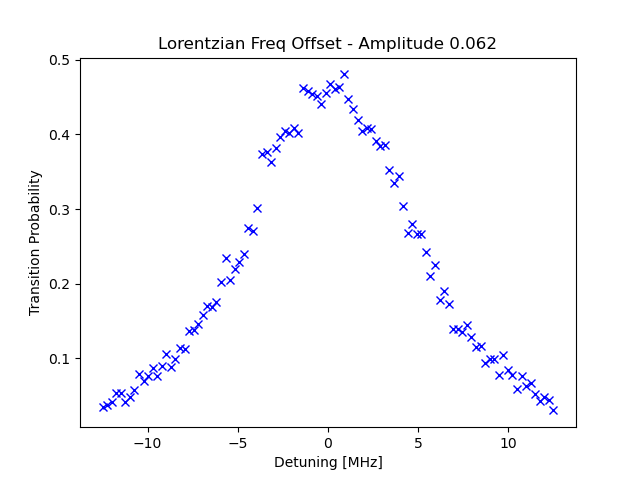 Lorentzian Freq Offset - Amplitude 0.062
0.5
0.4
0.3
0.2
0.1
Transition Probability
−10 −5 0 5 10
Detuning [MHz]